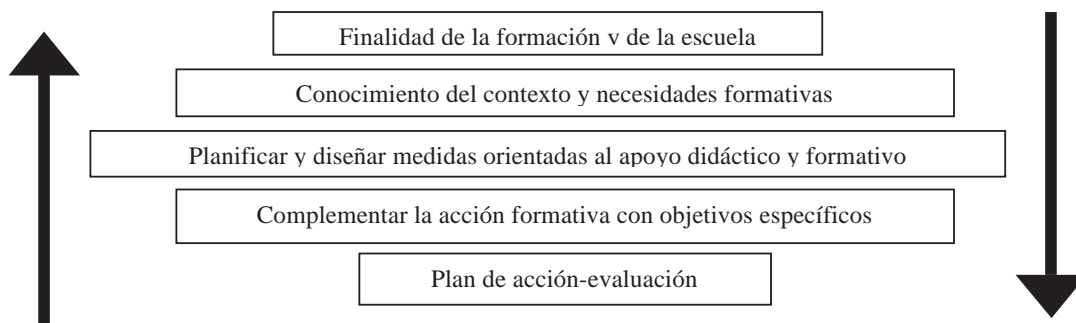 Finalidad de la formación y de la escuela
Conocimiento del contexto y necesidades formativas
Planificar y diseñar medidas orientadas al apoyo didáctico y formativo
Complementar la acción formativa con objetivos específicos
Plan de acción-evaluación